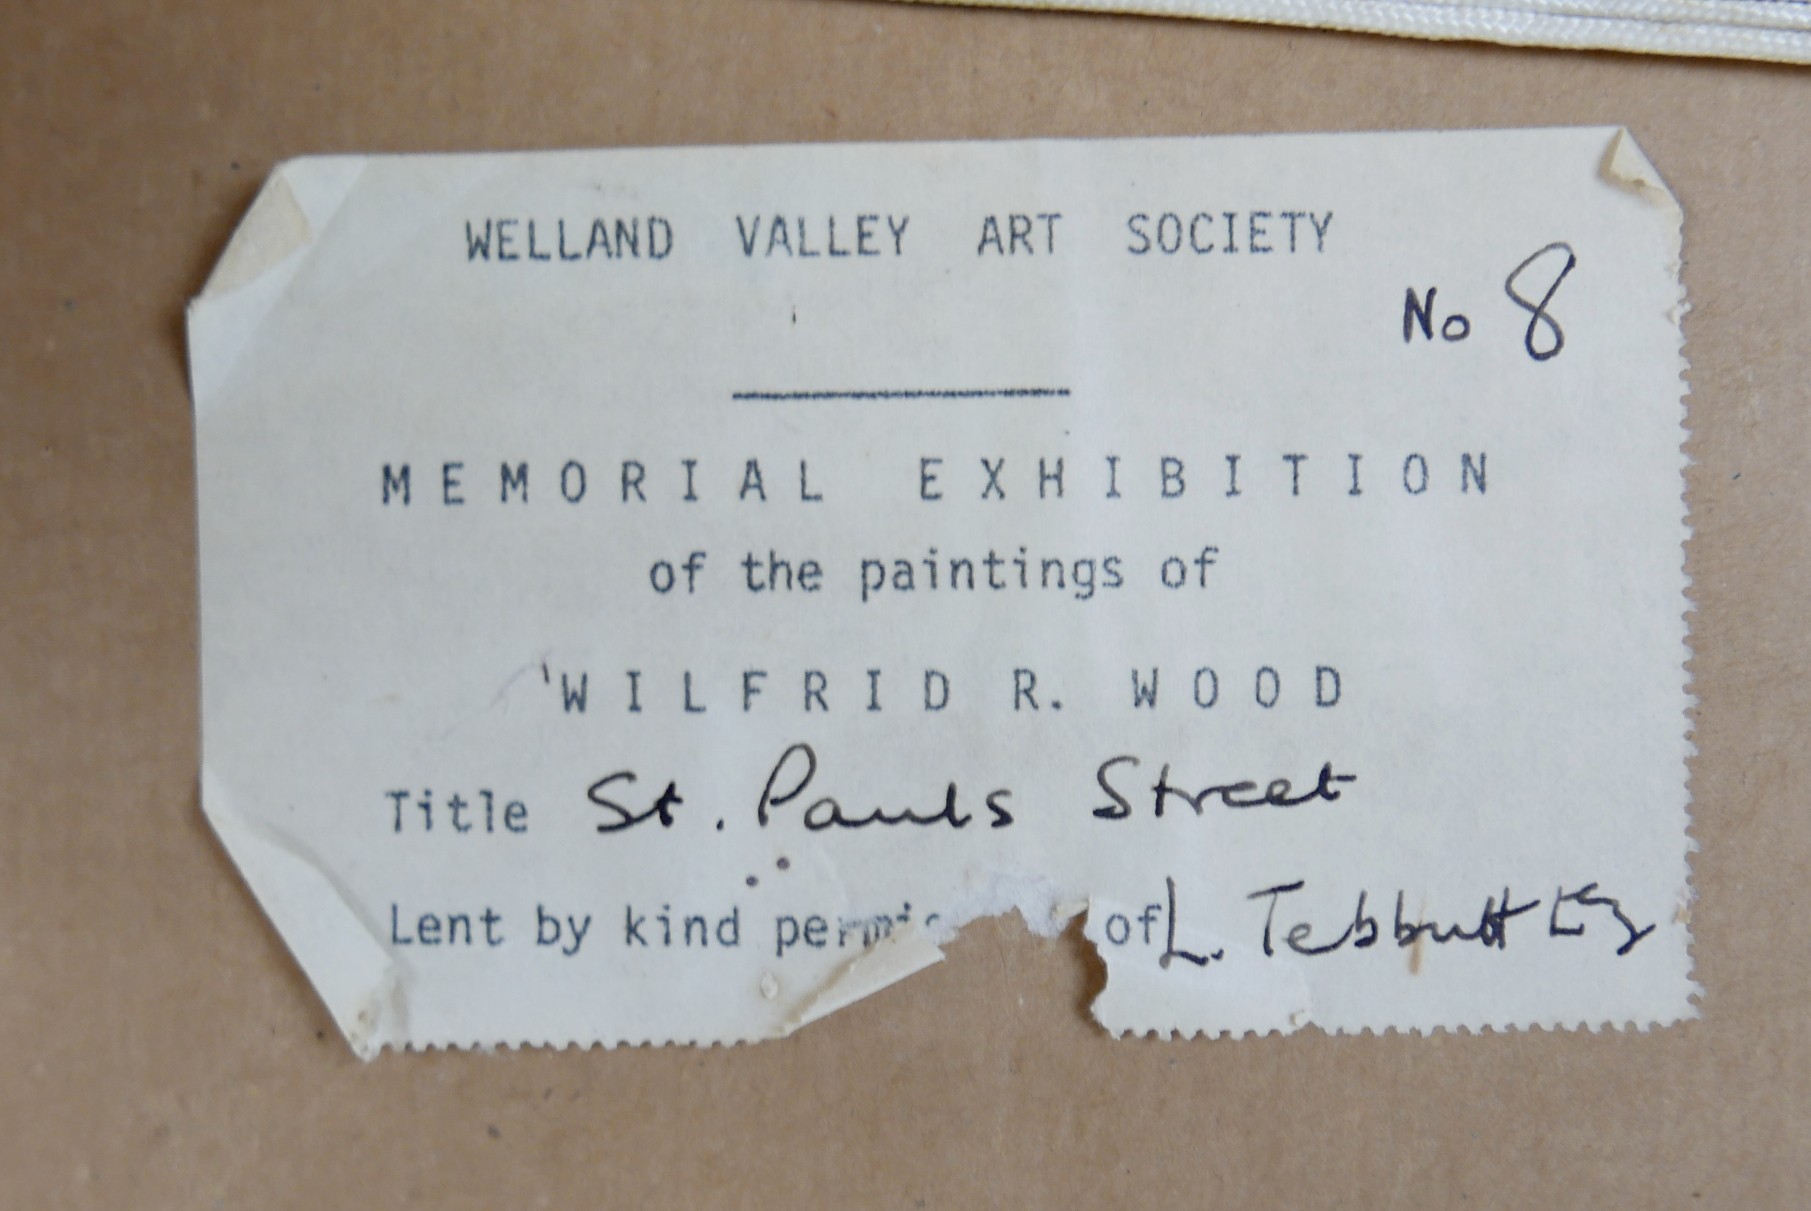 WELLAND VALLEY ART SOCIETY
No 8
MEMORIAL EXHIBITION
of the paintings of
WILFRID R. WOOD
Title St. Pauls Street
Lent by kind of L. Tebbutt Esq